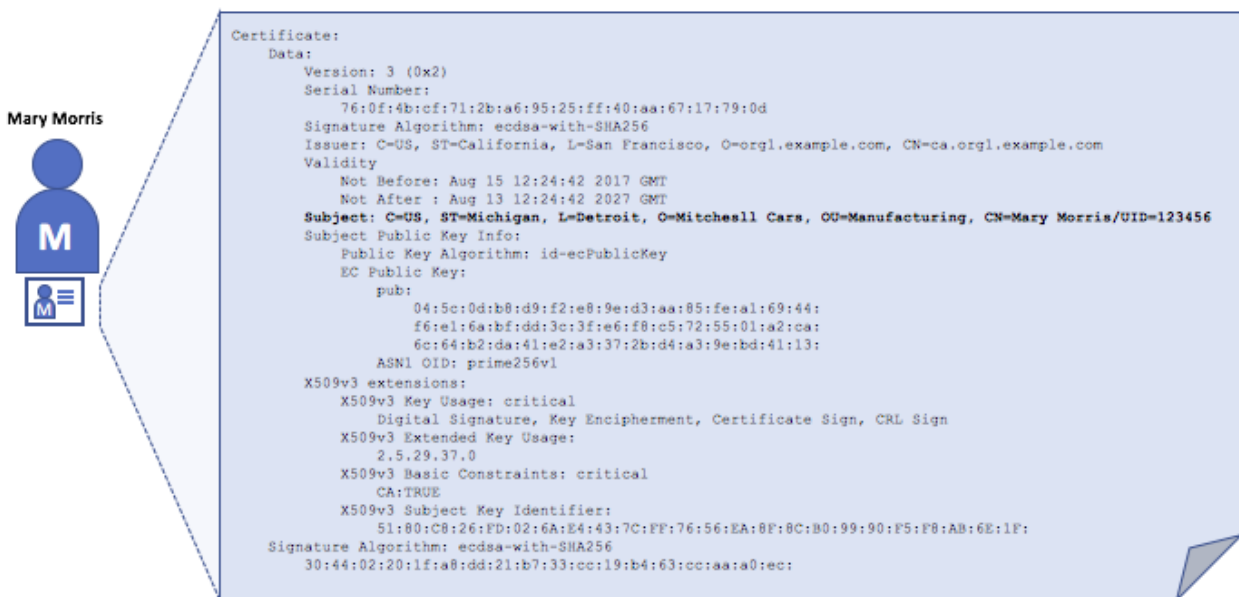 Mary Morris
M
M
Certificate:
Data:
Version: 3 (0x2)
Serial Number:
76:0f:4b:cf:71:2b:a6:95:25:ff:40:aa:67:17:79:0d
Signature Algorithm: ecdsa-with-SHA256
Issuer: C=US, ST=California, L=San Francisco, O=org1.example.com, CN=ca.org1.example.com
Validity
Not Before: Aug 15 12:24:42 2017 GMT
Not After : Aug 13 12:24:42 2027 GMT
Subject: C=US, ST=Michigan, L=Detroit, O=Mitchesll Cars, OU=Manufacturing, CN=Mary Morris/UID=123456
Subject Public Key Info:
Public Key Algorithm: id-ecPublicKey
EC Public Key:
pub:
04:5c:0d:b8:d9:f2:e8:9e:d3:aa:85:fe:a1:69:44:
f6:e1:6a:bf:dd:3c:3f:e6:f8:c5:72:55:01:a2:ca:
6c:64:b2:da:41:e2:a3:37:2b:d4:a3:9e:bd:41:13:
ASN1 OID: prime256v1
X509v3 extensions:
X509v3 Key Usage: critical
Digital Signature, Key Encipherment, Certificate Sign, CRL Sign
X509v3 Extended Key Usage:
2.5.29.37.0
X509v3 Basic Constraints: critical
CA:TRUE
X509v3 Subject Key Identifier:
51:80:C8:26:FD:02:6A:E4:43:7C:FF:76:56:EA:8F:8C:B0:99:90:F5:F8:AB:6E:1F:
Signature Algorithm: ecdsa-with-SHA256
30:44:02:20:1f:a8:dd:21:b7:33:cc:19:b4:63:cc:aa:a0:ec: